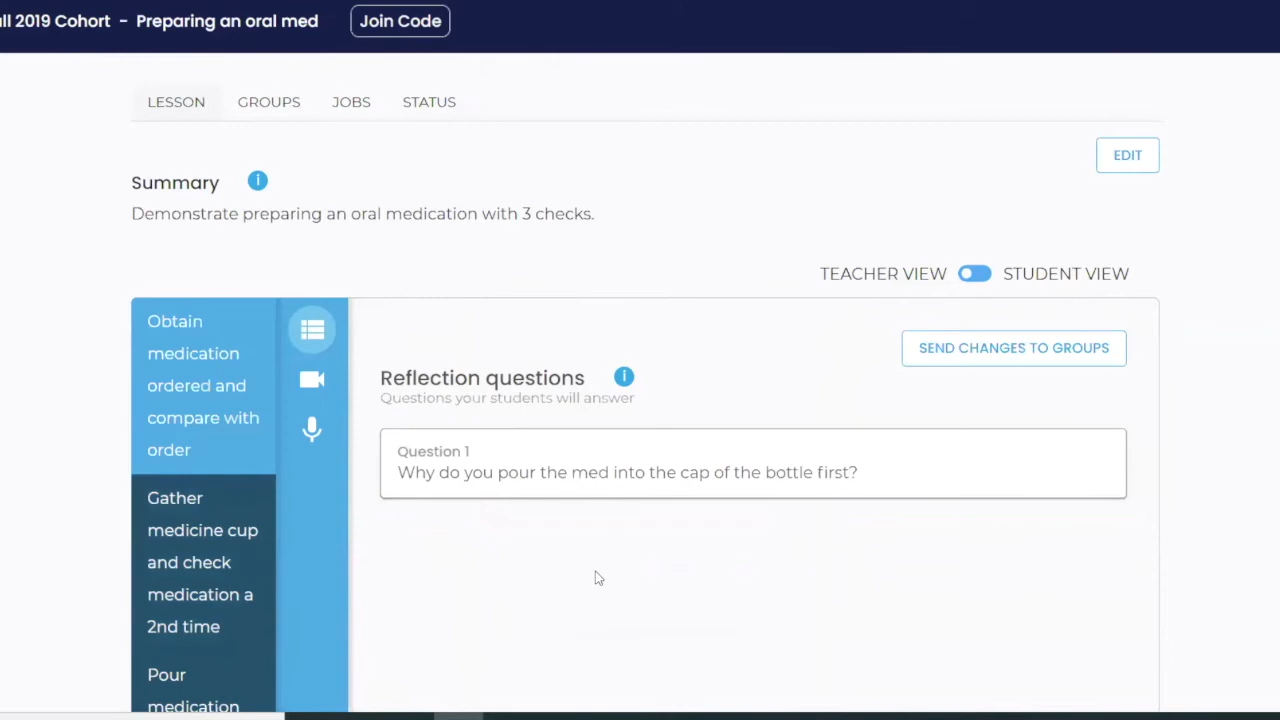 ll 2019 Cohort - Preparing an oral med
Join Code
LESSON GROUPS JOBS STATUS
EDIT
Summary i
Demonstrate preparing an oral medication with 3 checks.
TEACHER VIEW STUDENT VIEW
Obtain
medication
ordered and
compare with
order
Gather
medicine cup
and check
medication a
2nd time
Pour
medication
SEND CHANGES TO GROUPS
Reflection questions i
Questions your students will answer
Question 1
Why do you pour the med into the cap of the bottle first?